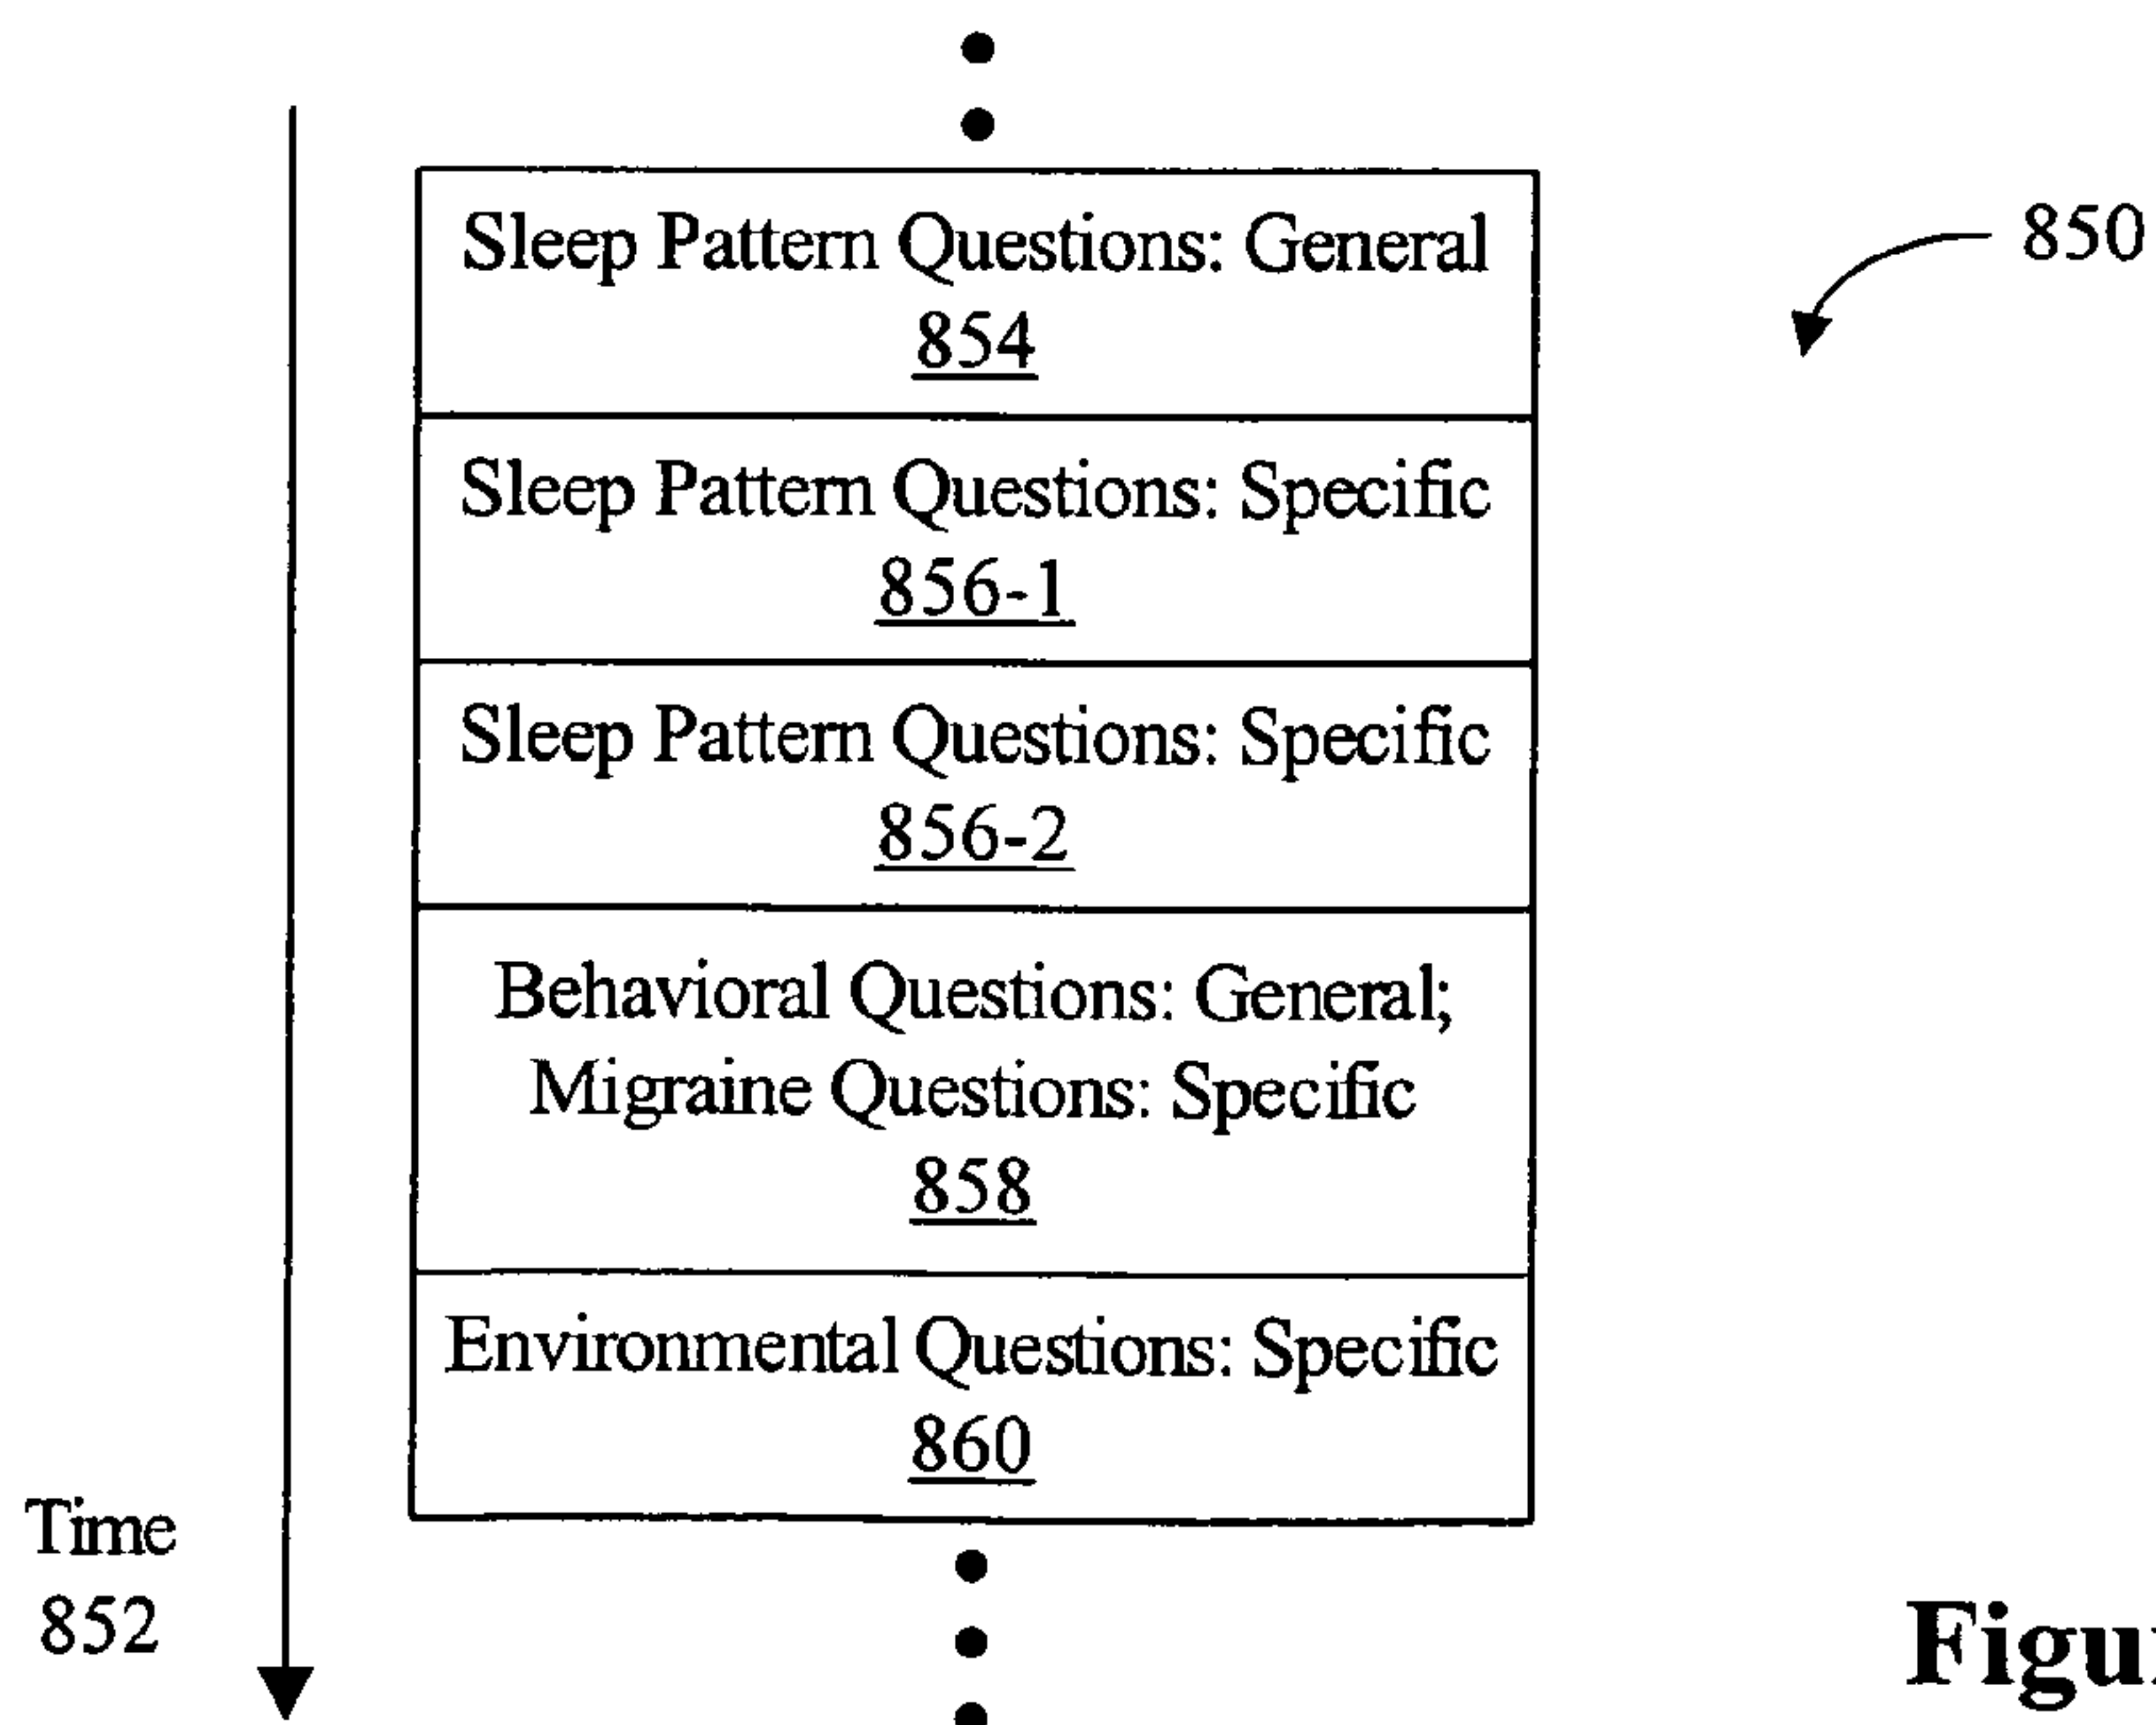 Sleep Pattern Questions: General
854
850
Sleep Pattern Questions: Specific
856-1
Sleep Pattern Questions: Specific
856-2
Behavioral Questions: General;
Migraine Questions: Specific
858
Environmental Questions: Specific
860
Time
852